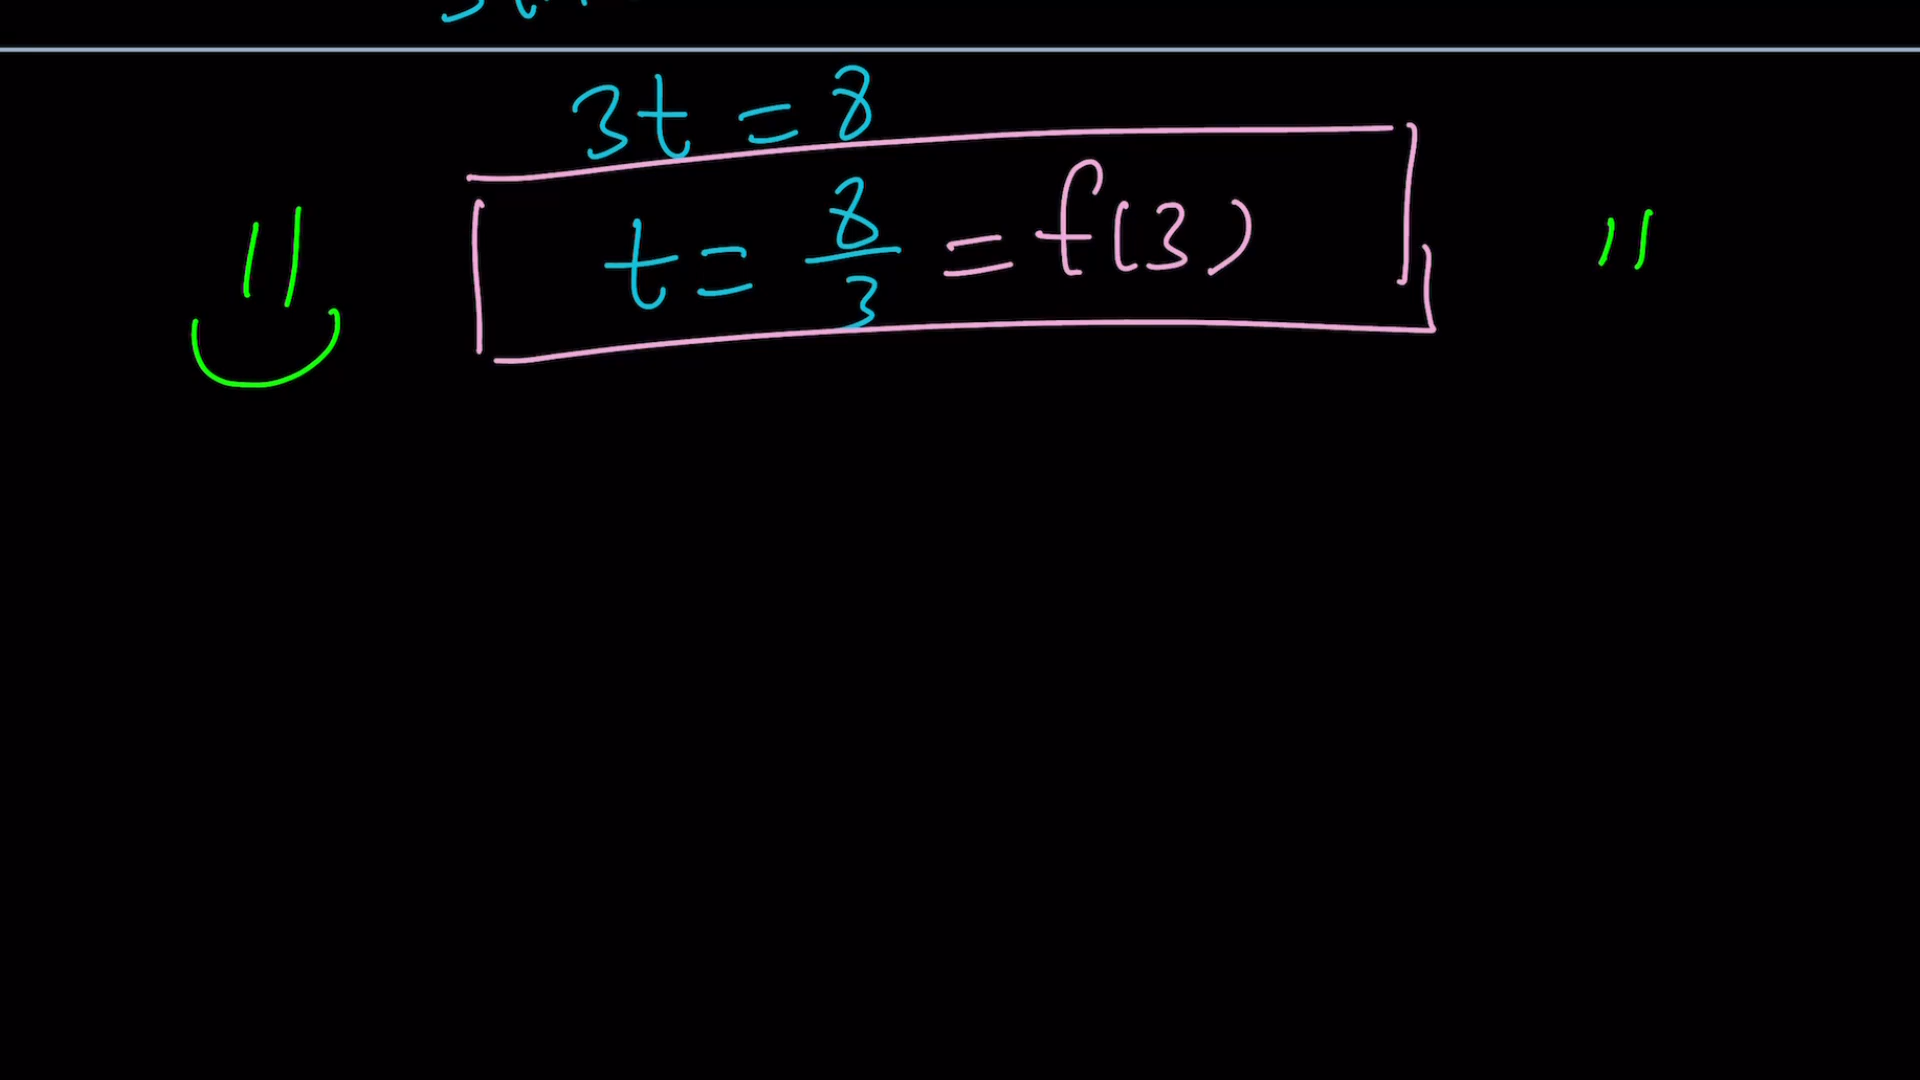 3t = 8
t = 8/3 = f(3)